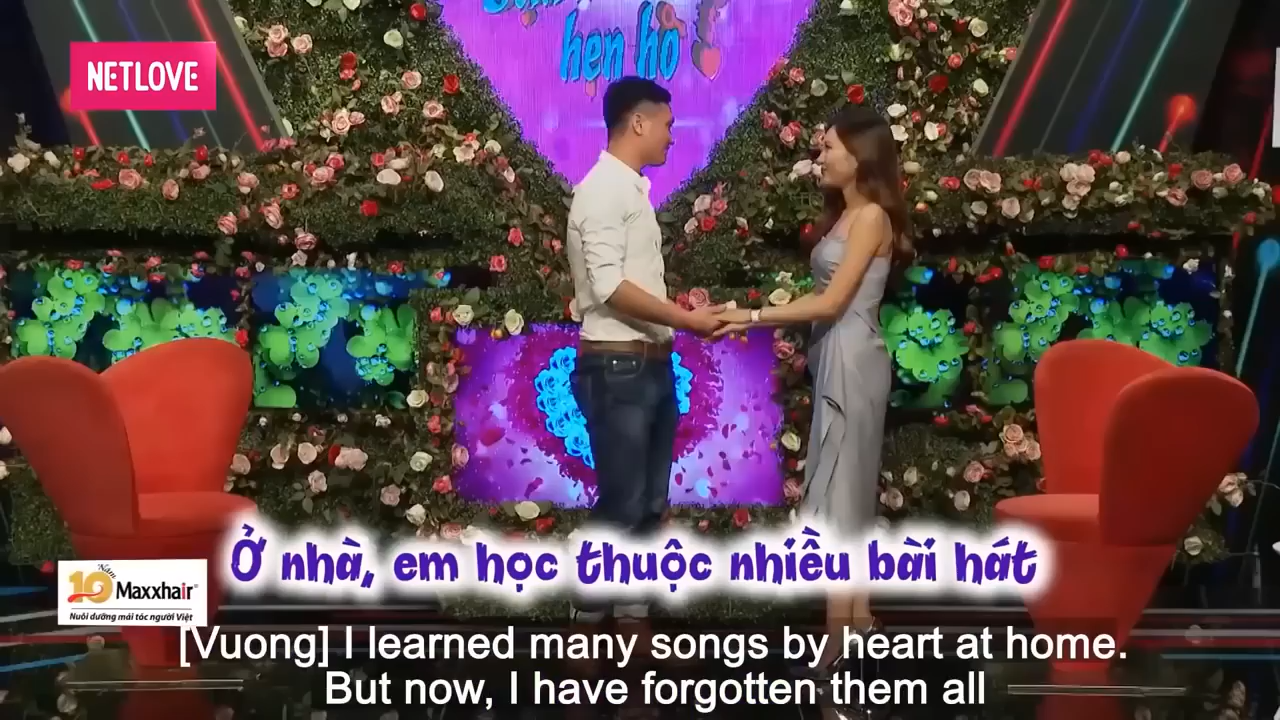 NETLOVE
hẹn hò
Ở nhà, em học thuộc nhiều bài hát
10 Năm
Maxxhair®
Nuôi dưỡng mái tóc người Việt
[Vuong] I learned many songs by heart at home.
But now, I have forgotten them all